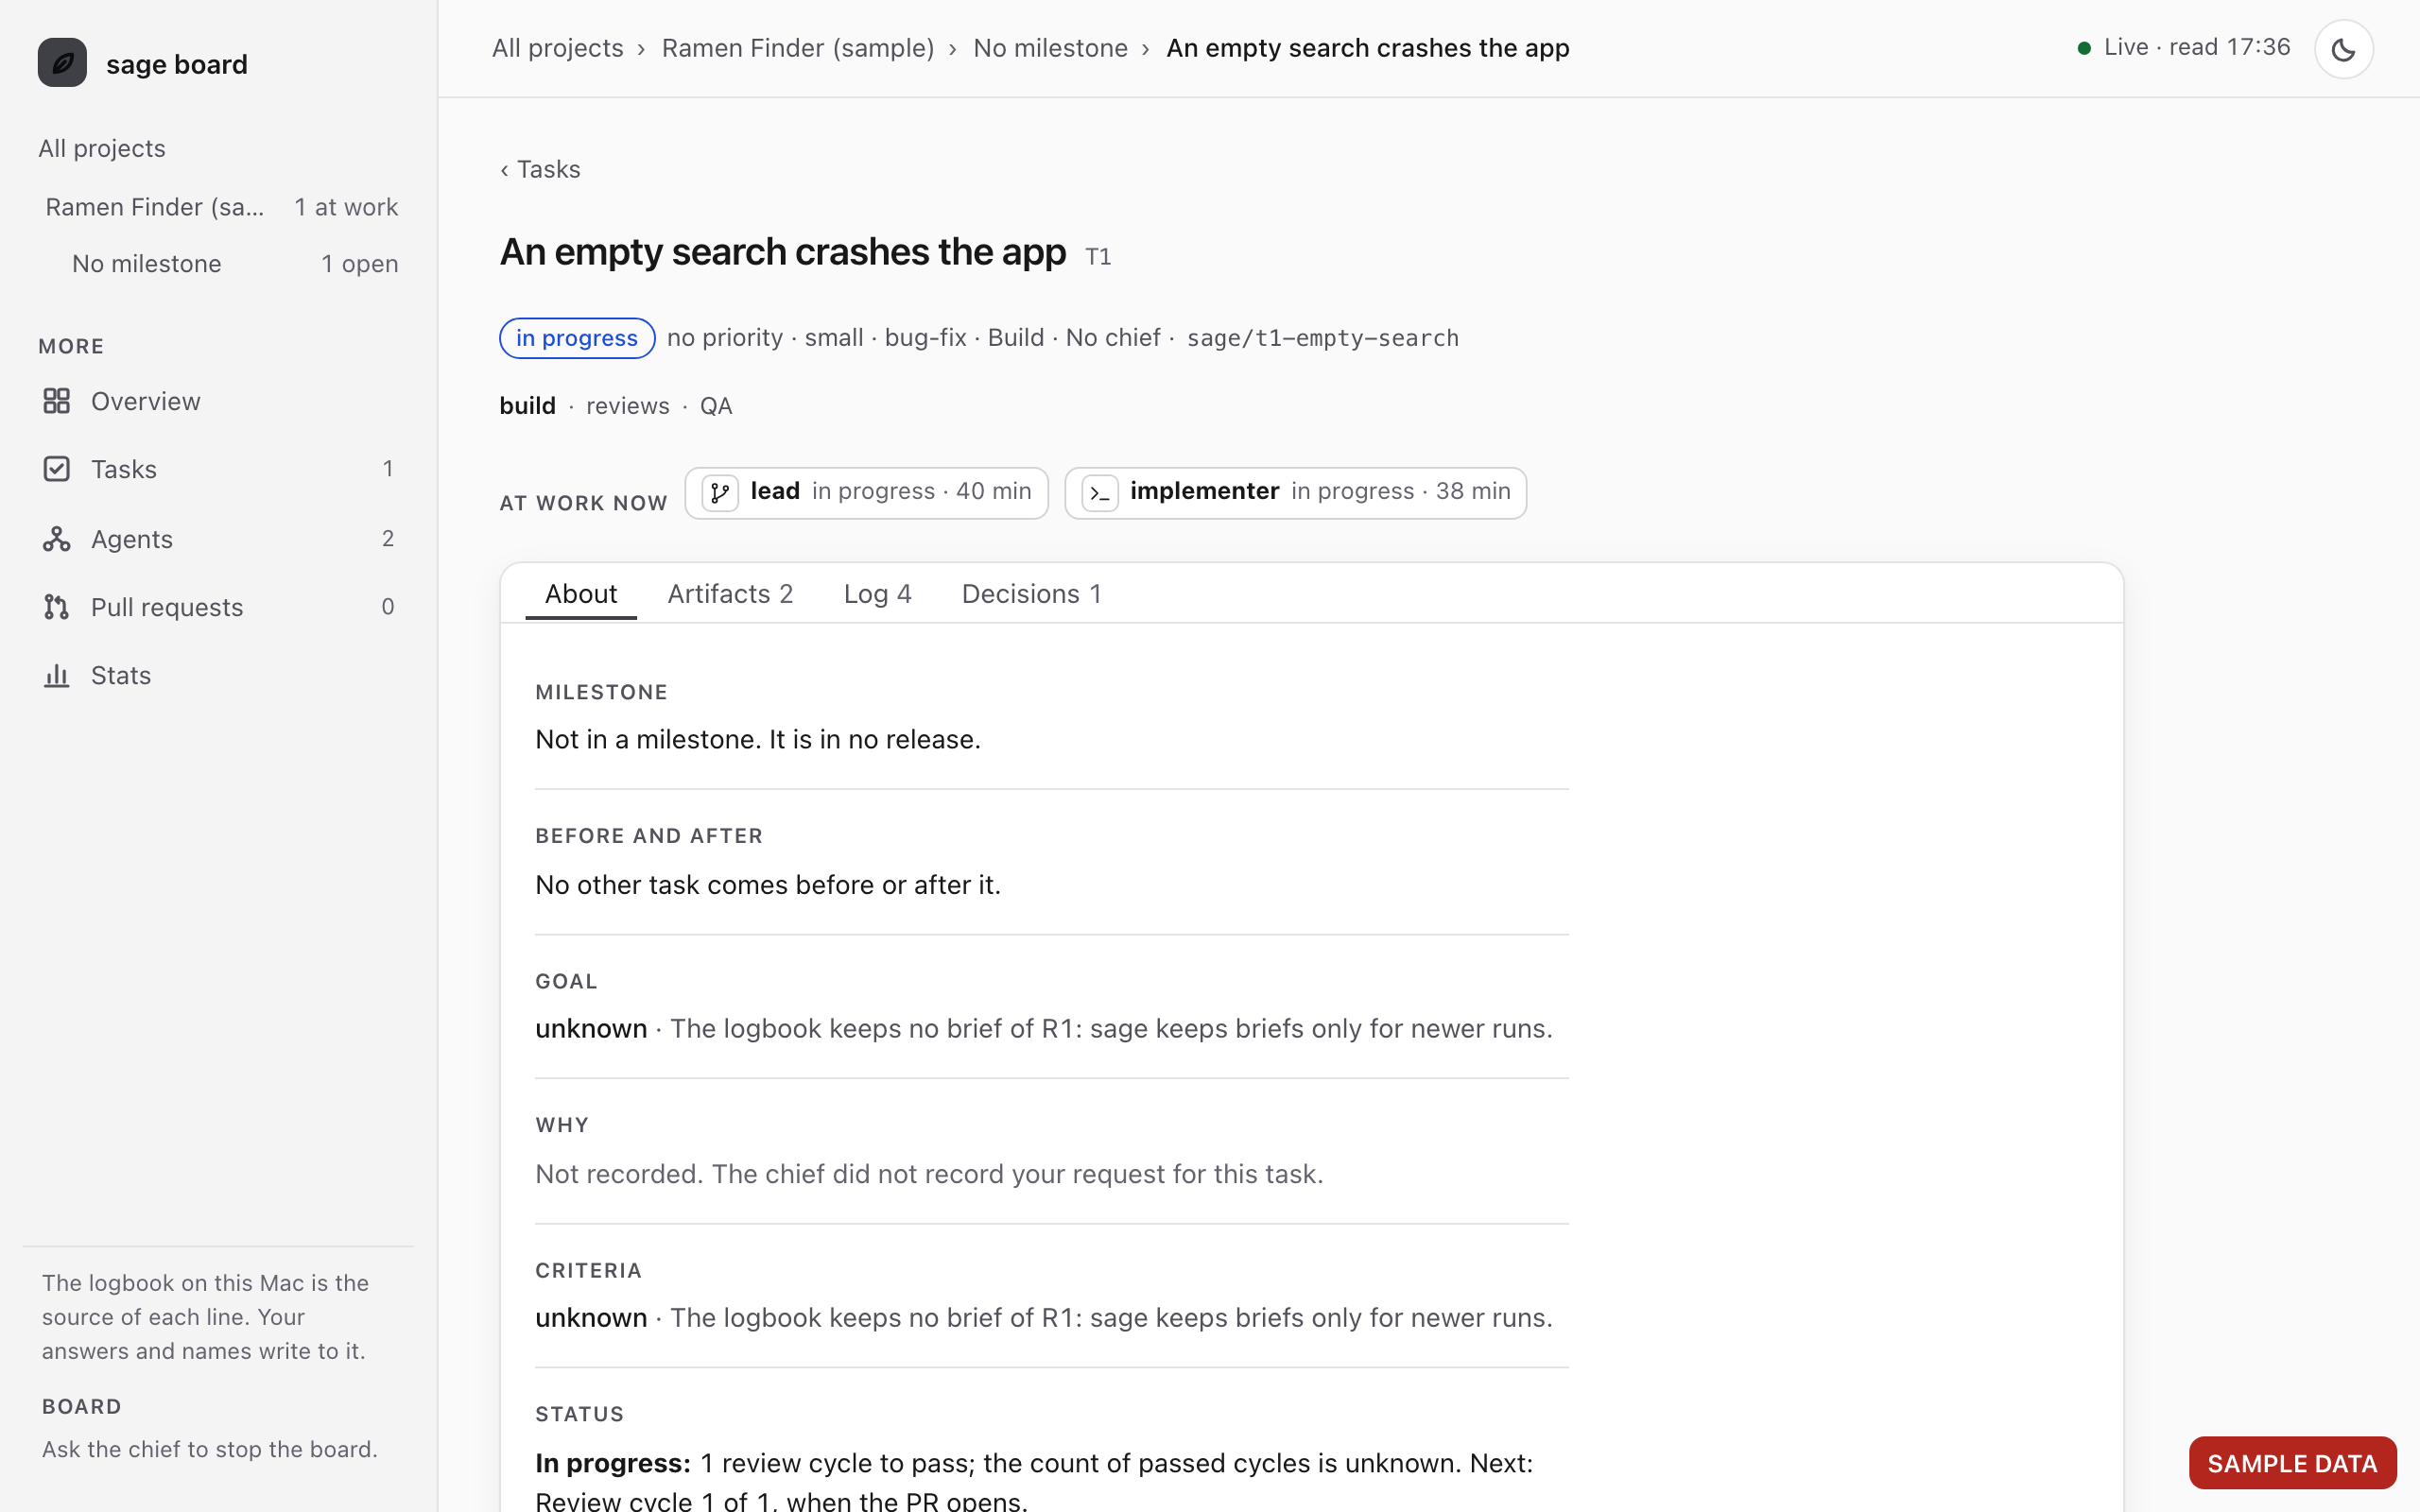 sage board
All projects
Ramen Finder (sa... 1 at work
No milestone 1 open
MORE
Overview
Tasks 1
Agents 2
Pull requests 0
Stats
The logbook on this Mac is the
source of each line. Your
answers and names write to it.
BOARD
Ask the chief to stop the board.
All projects › Ramen Finder (sample) › No milestone › An empty search crashes the app
Live · read 17:36
‹ Tasks
An empty search crashes the app T1
in progress no priority · small · bug-fix · Build · No chief · sage/t1-empty-search
build · reviews · QA
AT WORK NOW lead in progress · 40 min implementer in progress · 38 min
About Artifacts 2 Log 4 Decisions 1
MILESTONE
Not in a milestone. It is in no release.
BEFORE AND AFTER
No other task comes before or after it.
GOAL
unknown · The logbook keeps no brief of R1: sage keeps briefs only for newer runs.
WHY
Not recorded. The chief did not record your request for this task.
CRITERIA
unknown · The logbook keeps no brief of R1: sage keeps briefs only for newer runs.
STATUS
In progress: 1 review cycle to pass; the count of passed cycles is unknown. Next:
Review cycle 1 of 1, when the PR opens.
SAMPLE DATA